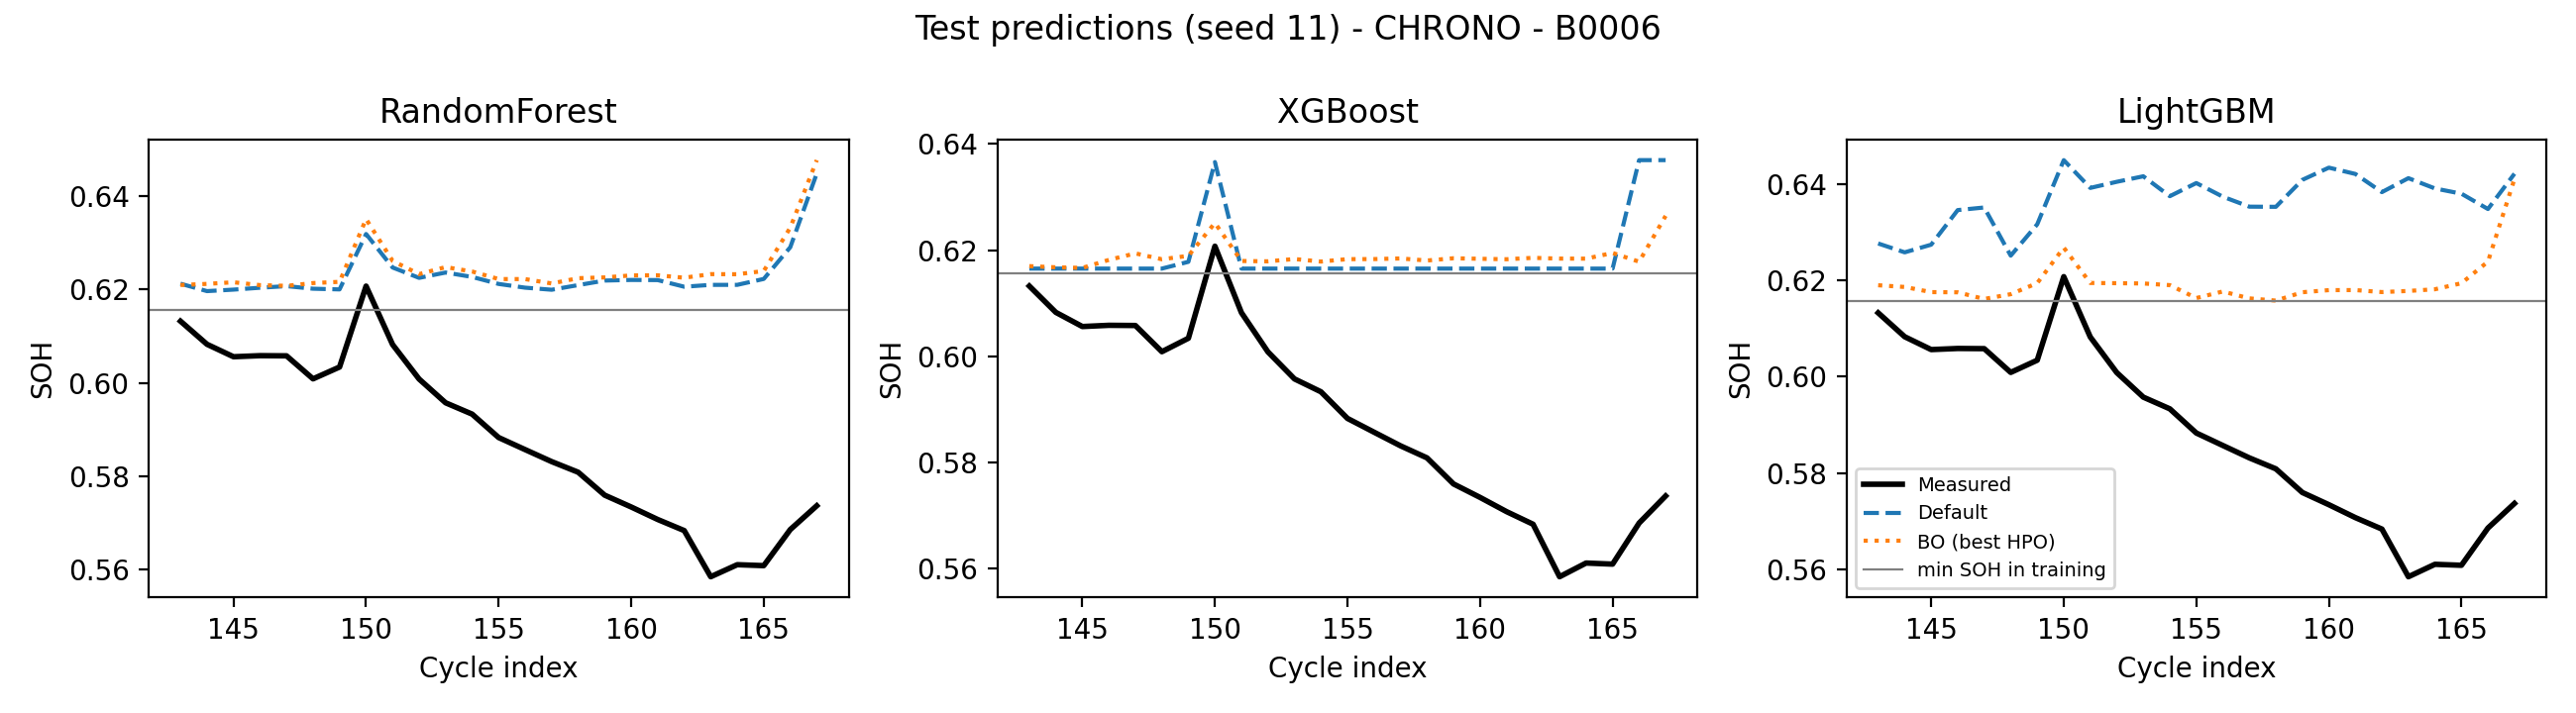 Test predictions (seed 11) - CHRONO - B0006
RandomForest
SOH
0.64
0.62
0.60
0.58
0.56
145 150 155 160 165
Cycle index
XGBoost
SOH
0.64
0.62
0.60
0.58
0.56
145 150 155 160 165
Cycle index
LightGBM
SOH
0.64
0.62
0.60
0.58
0.56
Measured
Default
BO (best HPO)
min SOH in training
145 150 155 160 165
Cycle index